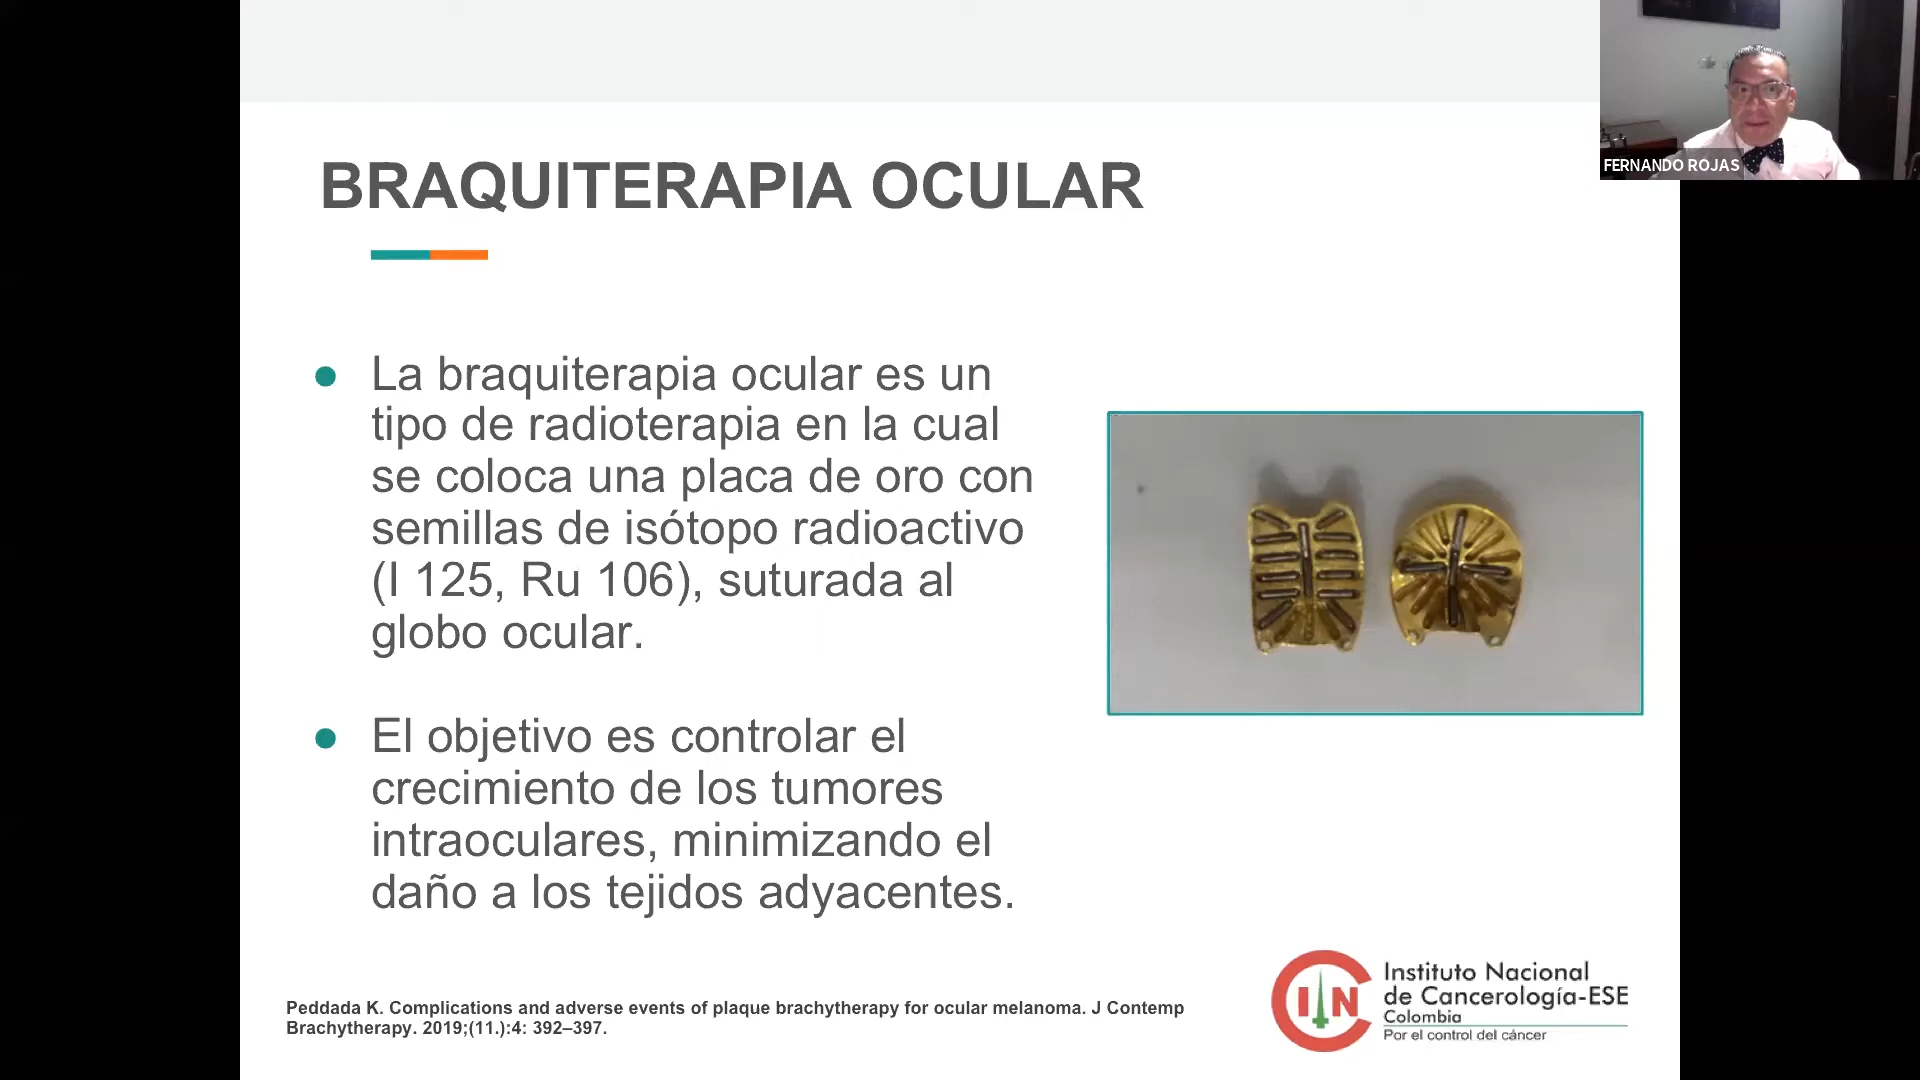 FERNANDO ROJAS
BRAQUITERAPIA OCULAR
La braquiterapia ocular es un
tipo de radioterapia en la cual
se coloca una placa de oro con
semillas de isótopo radioactivo
(I 125, Ru 106), suturada al
globo ocular.
El objetivo es controlar el
crecimiento de los tumores
intraoculares, minimizando el
daño a los tejidos adyacentes.
Peddada K. Complications and adverse events of plaque brachytherapy for ocular melanoma. J Contemp
Brachytherapy. 2019;(11.):4: 392–397.
Instituto Nacional
de Cancerología-ESE
Colombia
Por el control del cáncer